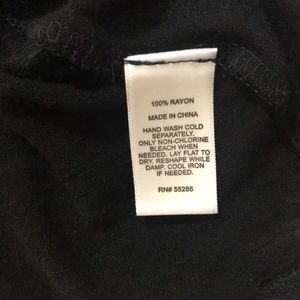 100% RAYON
MADE IN CHINA
HAND WASH COLD
SEPARATELY.
ONLY NON-CHLORINE
BLEACH WHEN
NEEDED. LAY FLAT TO
DRY. RESHAPE WHILE
DAMP. COOL IRON
IF NEEDED.
RN# 55285